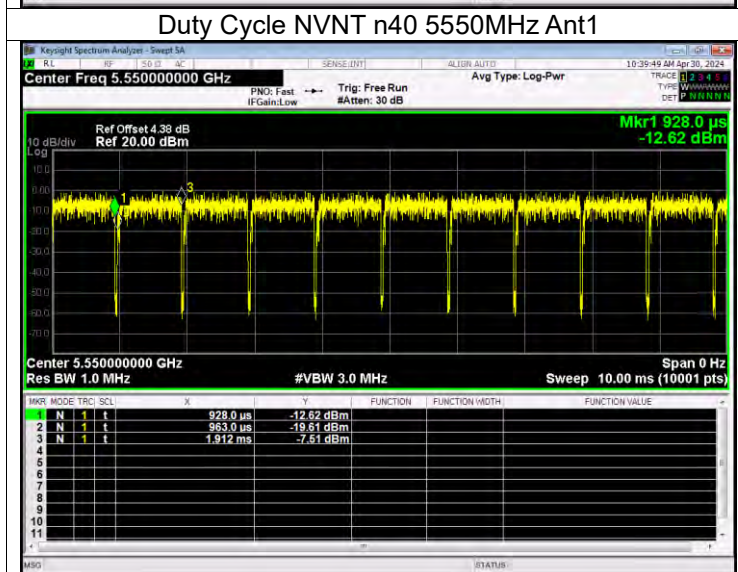 Duty Cycle NVNT n40 5550MHz Ant1
Keysight Spectrum Analyzer - Swept SA
RL RF 50 Ω AC SENSE:INT ALIGN AUTO 10:39:49 AM Apr 30, 2024
Center Freq 5.550000000 GHz
PNO: Fast
IFGain:Low
Trig: Free Run
#Atten: 30 dB
Avg Type: Log-Pwr
TRACE 1 2 3 4 5 6
TYPE W
DET P N N N N N
Mkr1 928.0 µs
-12.62 dBm
Ref Offset 4.38 dB
Ref 20.00 dBm
10 dB/div
Log
10.0
0.00
-10.0
-20.0
-30.0
-40.0
-50.0
-60.0
-70.0
1
3
Center 5.550000000 GHz
Span 0 Hz
Res BW 1.0 MHz
#VBW 3.0 MHz
Sweep 10.00 ms (10001 pts)
MKR MODE TRC SCL X Y FUNCTION FUNCTION WIDTH FUNCTION VALUE
1 N 1 t 928.0 µs -12.62 dBm
2 N 1 t 963.0 µs -19.61 dBm
3 N 1 t 1.912 ms -7.51 dBm
4
5
6
7
8
9
10
11
MSG
STATUS